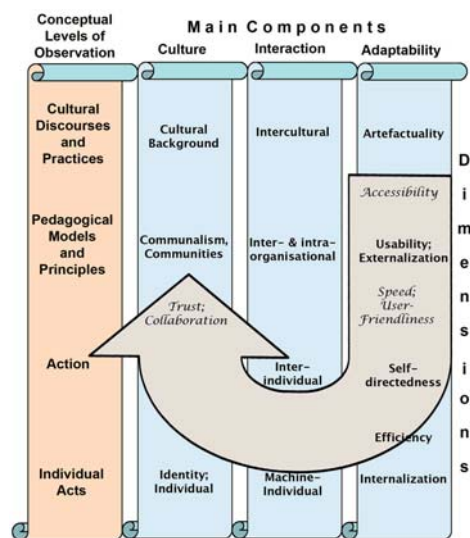 Conceptual
Levels of
Observation
Main Components
Culture
Interaction
Adaptability
Cultural
Discourses
and
Practices
Cultural
Background
Intercultural
Artefactuality
Accessibility
Pedagogical
Models
and
Principles
Communalism,
Communities
Inter- & intra-
organisational
Usability;
Externalization
Trust;
Collaboration
Speed;
User-
Friendliness
Action
Inter-
individual
Self-
directedness
Efficiency
Individual
Acts
Identity;
Individual
Machine-
Individual
Internalization
Dimensions